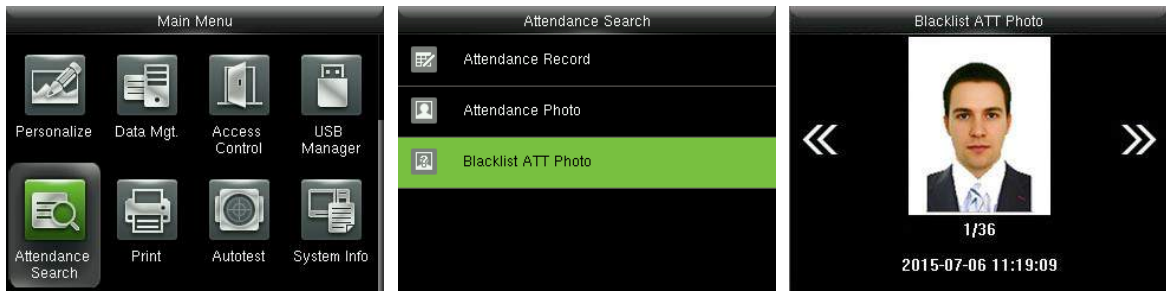 Main Menu
Personalize
Data Mgt.
Access
Control
USB
Manager
Attendance
Search
Print
Autotest
System Info
Attendance Search
Attendance Record
Attendance Photo
Blacklist ATT Photo
Blacklist ATT Photo
1/36
2015-07-06 11:19:09